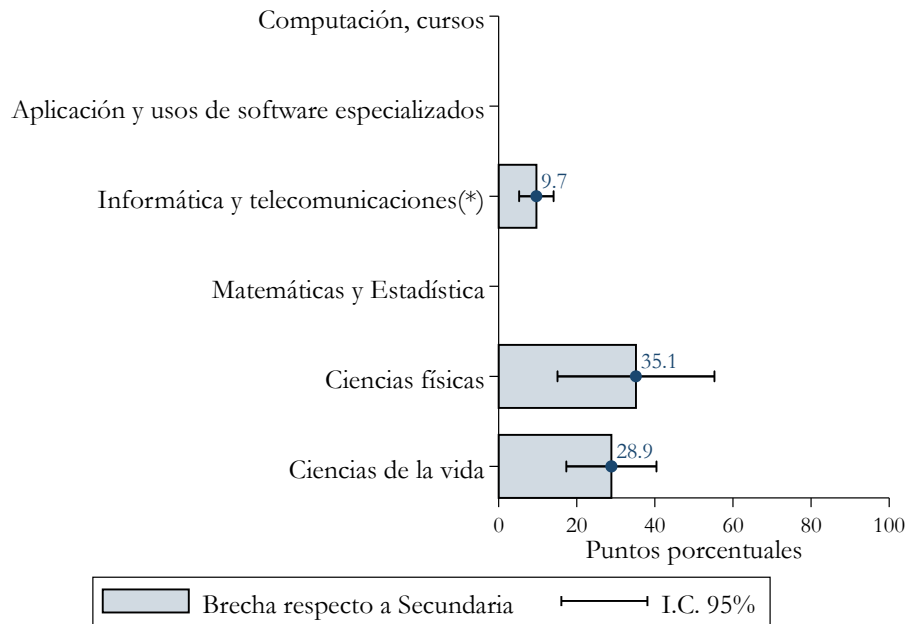 Computación, cursos
Aplicación y usos de software especializados
Informática y telecomunicaciones(*)
9.7
Matemáticas y Estadística
Ciencias físicas
35.1
Ciencias de la vida
28.9
0 20 40 60 80 100
Puntos porcentuales
Brecha respecto a Secundaria I.C. 95%